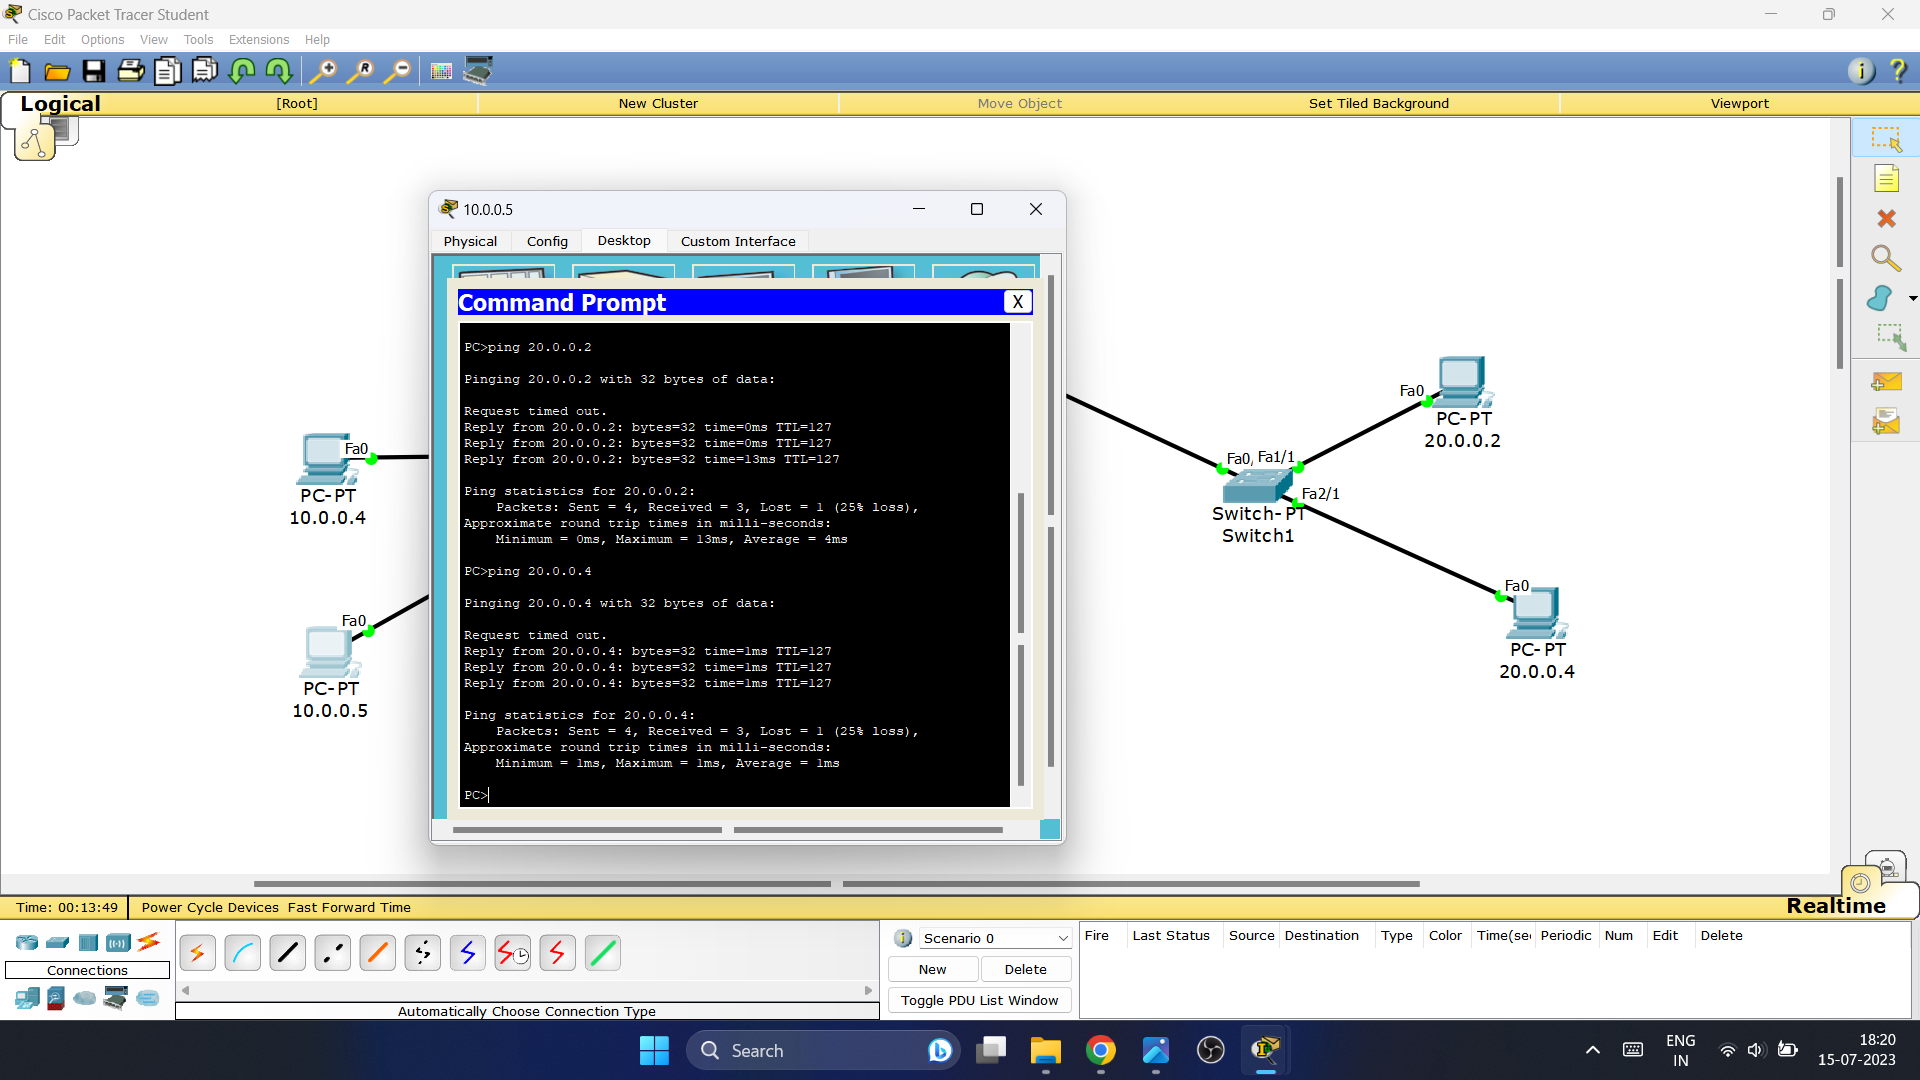 Cisco Packet Tracer Student
File Edit Options View Tools Extensions Help
Logical [Root] New Cluster Move Object Set Tiled Background Viewport
10.0.0.5
Physical Config Desktop Custom Interface
Command Prompt X
PC>ping 20.0.0.2
Pinging 20.0.0.2 with 32 bytes of data:
Request timed out.
Reply from 20.0.0.2: bytes=32 time=0ms TTL=127
Reply from 20.0.0.2: bytes=32 time=0ms TTL=127
Reply from 20.0.0.2: bytes=32 time=13ms TTL=127
Ping statistics for 20.0.0.2:
Packets: Sent = 4, Received = 3, Lost = 1 (25% loss),
Approximate round trip times in milli-seconds:
Minimum = 0ms, Maximum = 13ms, Average = 4ms
PC>ping 20.0.0.4
Pinging 20.0.0.4 with 32 bytes of data:
Request timed out.
Reply from 20.0.0.4: bytes=32 time=1ms TTL=127
Reply from 20.0.0.4: bytes=32 time=1ms TTL=127
Reply from 20.0.0.4: bytes=32 time=1ms TTL=127
Ping statistics for 20.0.0.4:
Packets: Sent = 4, Received = 3, Lost = 1 (25% loss),
Approximate round trip times in milli-seconds:
Minimum = 1ms, Maximum = 1ms, Average = 1ms
PC>
Fa0
PC-PT
10.0.0.4
Fa0
PC-PT
10.0.0.5
Fa0
PC-PT
20.0.0.2
Fa0, Fa1/1
Fa2/1
Switch-PT
Switch1
Fa0
PC-PT
20.0.0.4
Time: 00:13:49 Power Cycle Devices Fast Forward Time Realtime
Connections
Automatically Choose Connection Type
Scenario 0
New Delete
Toggle PDU List Window
Fire Last Status Source Destination Type Color Time(se Periodic Num Edit Delete
Search
ENG
IN
18:20
15-07-2023